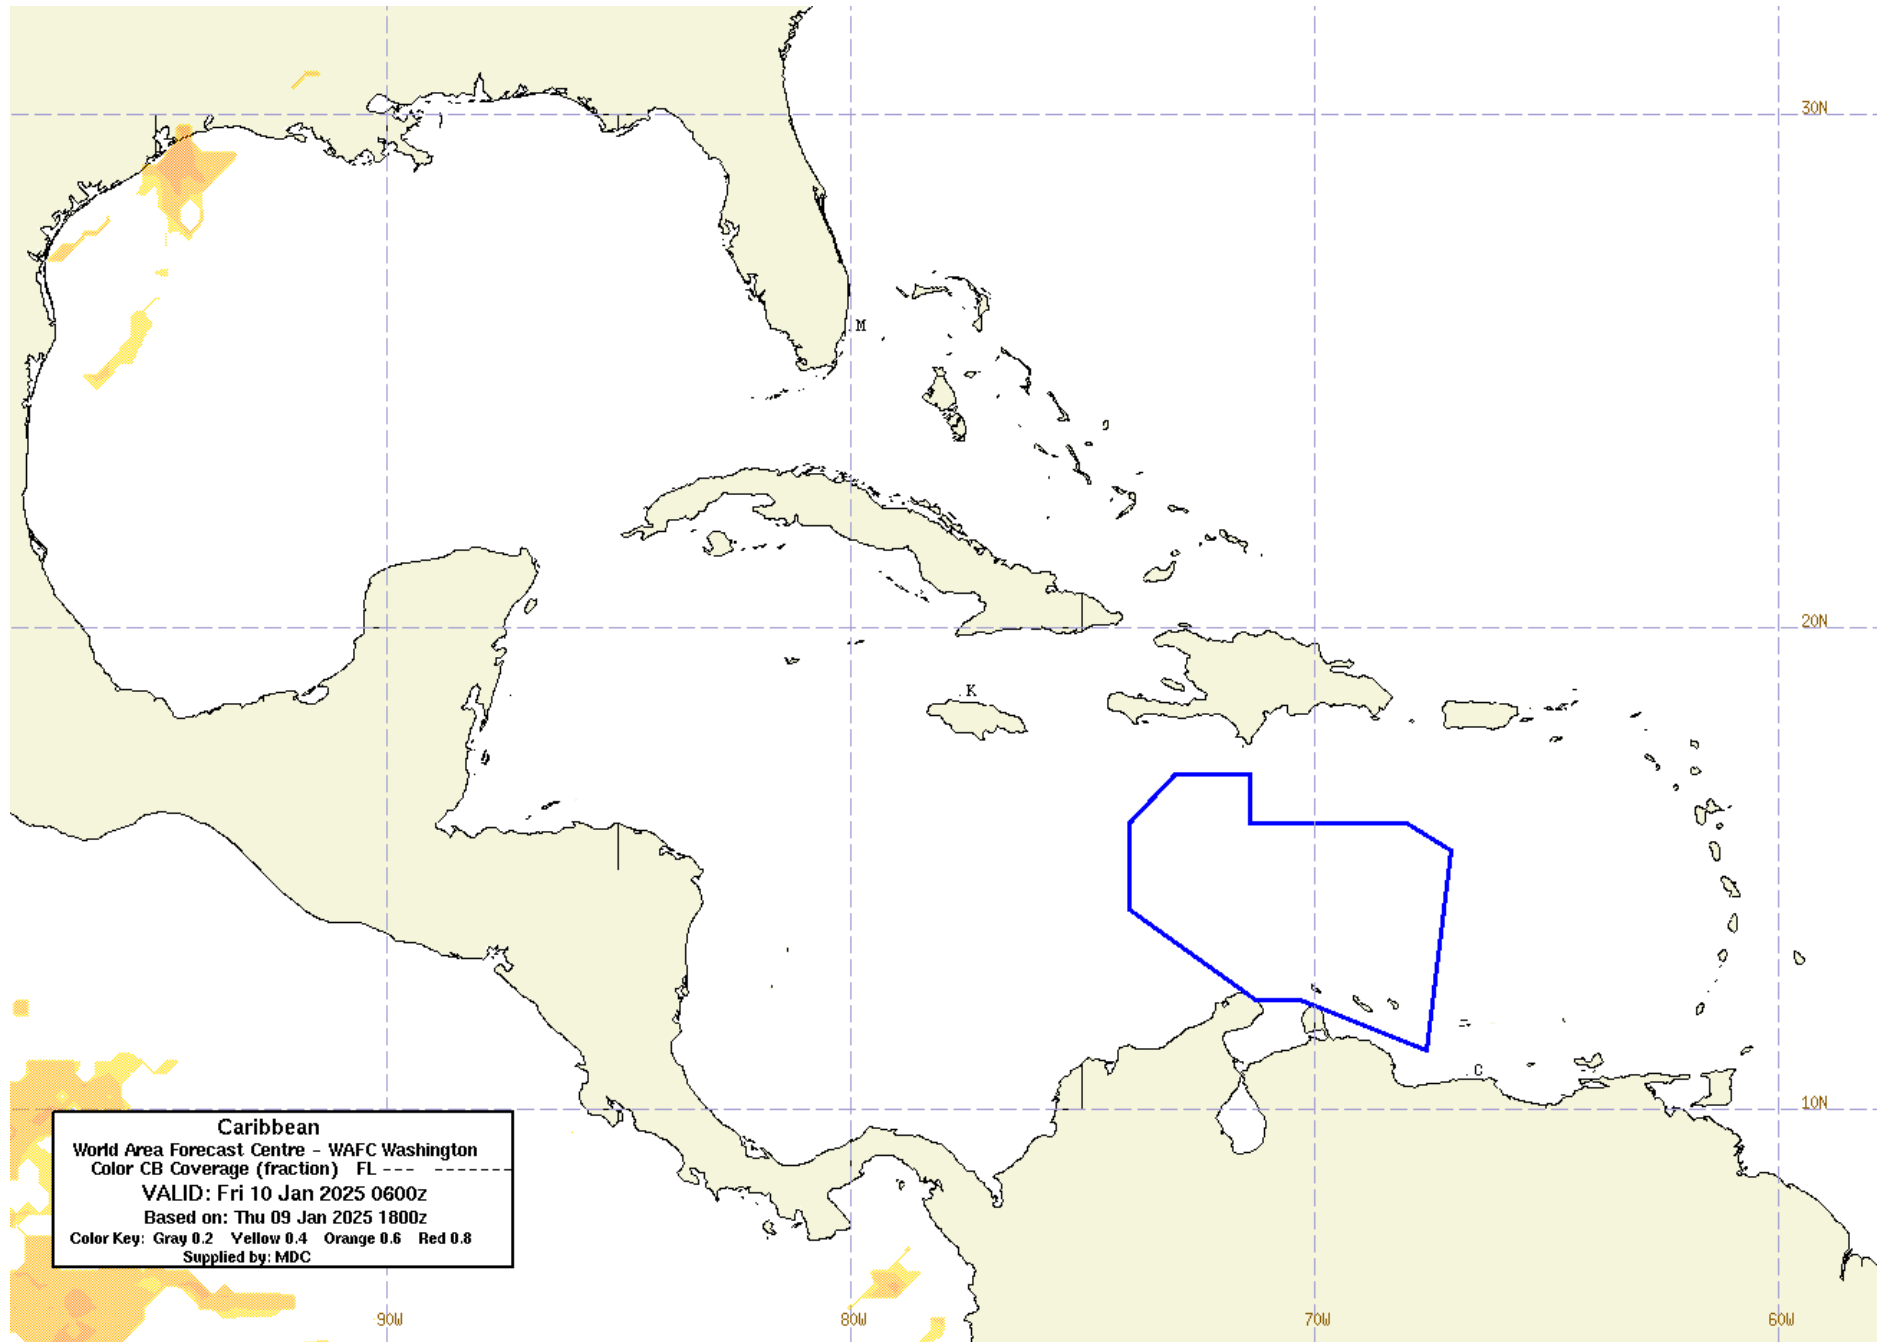 30N
M
20N
K
C
10N
Caribbean
World Area Forecast Centre - WAFC Washington
Color CB Coverage (fraction) FL --- --------
VALID: Fri 10 Jan 2025 0600z
Based on: Thu 09 Jan 2025 1800z
Color Key: Gray 0.2 Yellow 0.4 Orange 0.6 Red 0.8
Supplied by: MDC
90W 80W 70W 60W